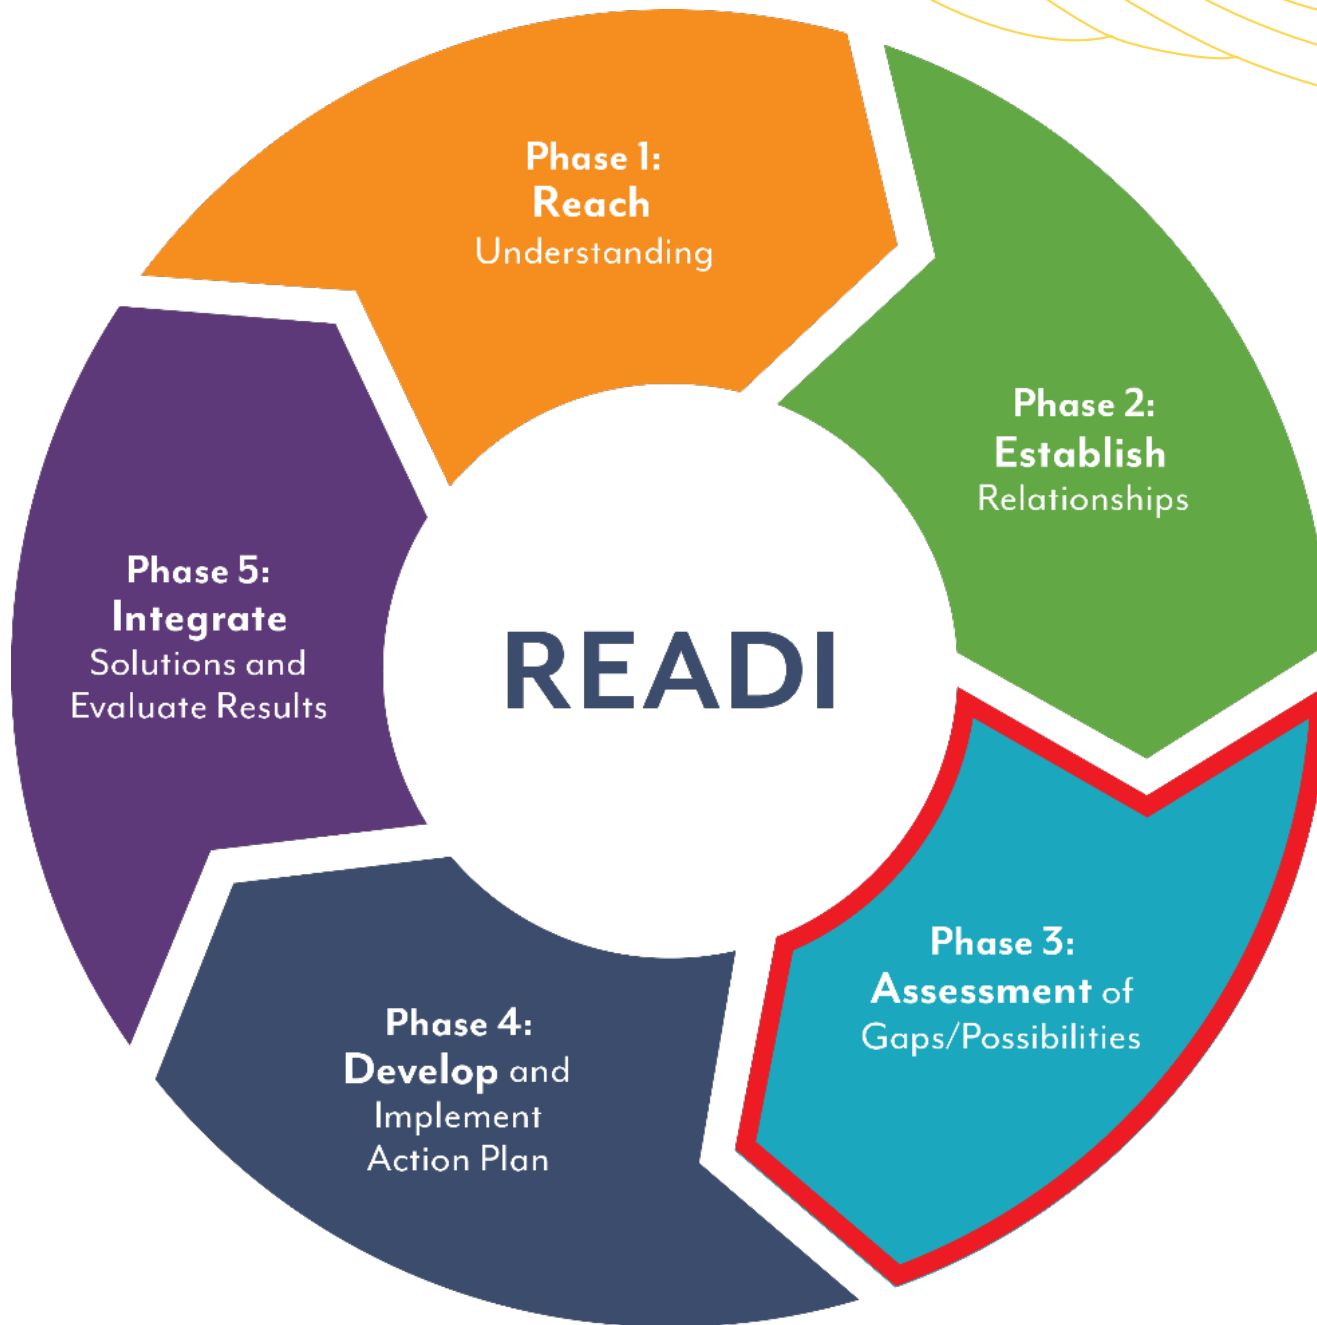 Phase 1:
Reach
Understanding
Phase 2:
Establish
Relationships
Phase 3:
Assessment of
Gaps/Possibilities
Phase 4:
Develop and
Implement
Action Plan
Phase 5:
Integrate
Solutions and
Evaluate Results
READI